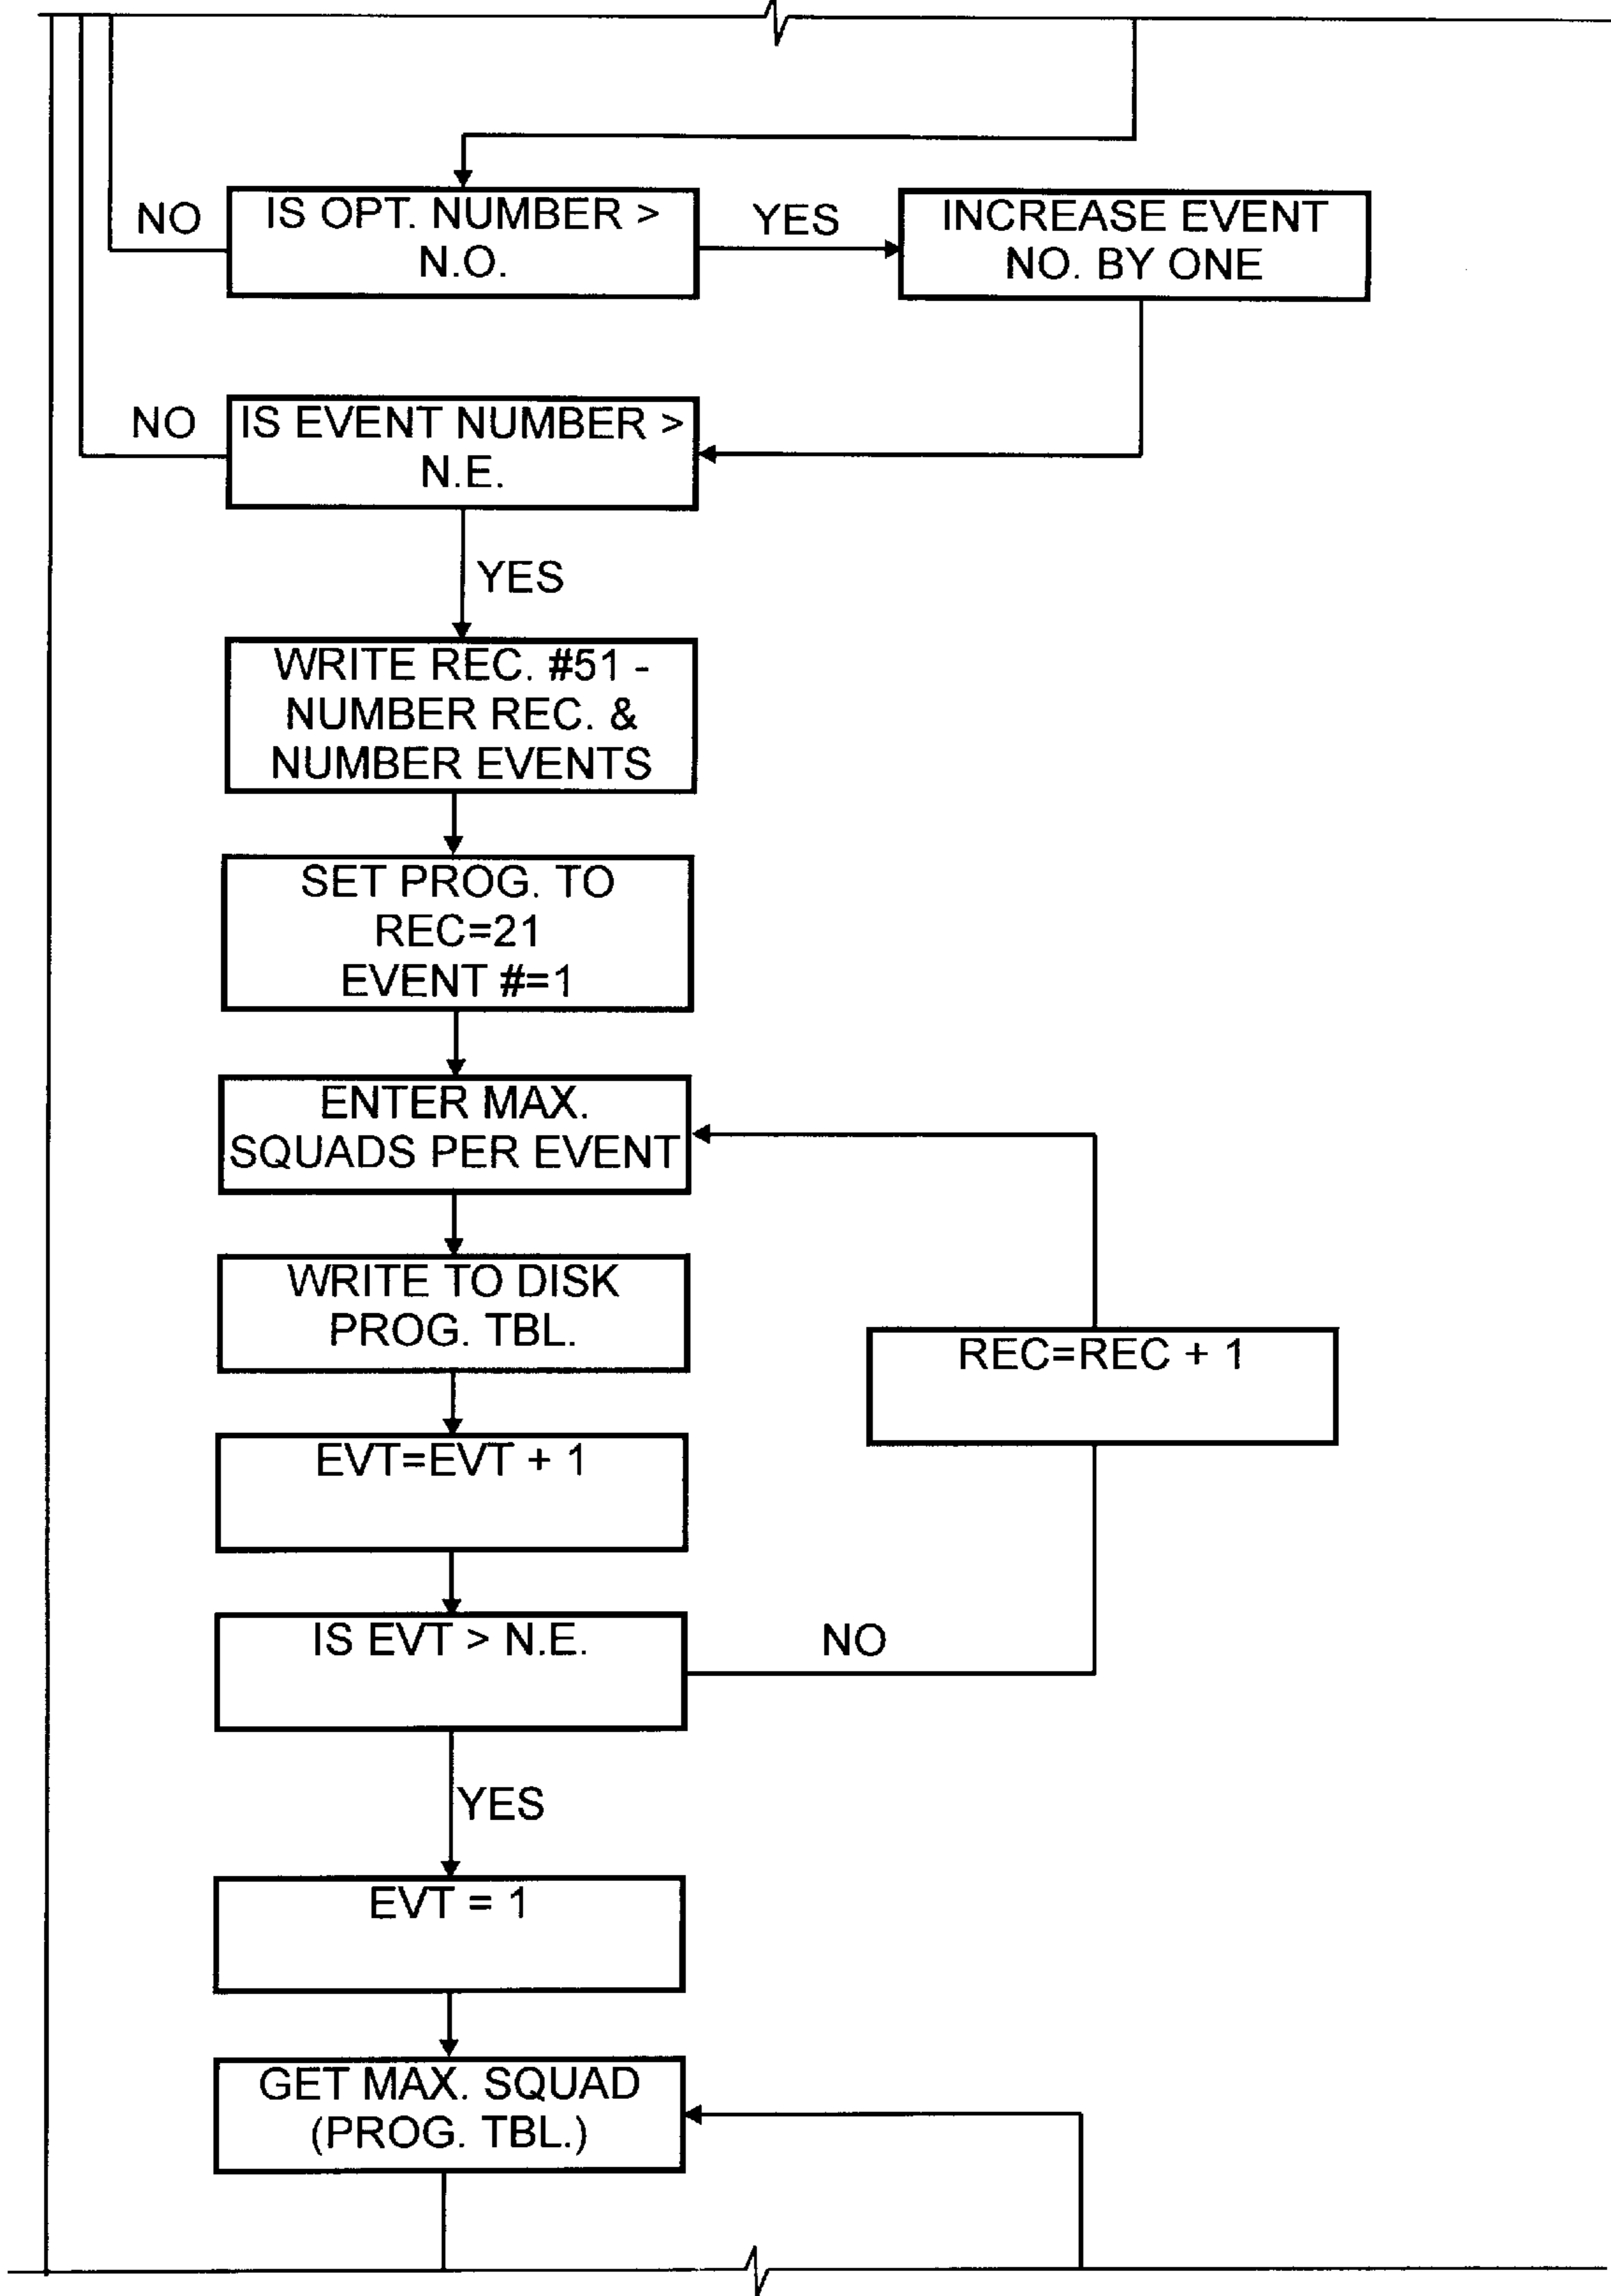 NO
IS OPT. NUMBER >
N.O.
YES
INCREASE EVENT
NO. BY ONE
NO
IS EVENT NUMBER >
N.E.
YES
WRITE REC. #51 -
NUMBER REC. &
NUMBER EVENTS
SET PROG. TO
REC=21
EVENT #=1
ENTER MAX.
SQUADS PER EVENT
WRITE TO DISK
PROG. TBL.
REC=REC + 1
EVT=EVT + 1
IS EVT > N.E.
NO
YES
EVT = 1
GET MAX. SQUAD
(PROG. TBL.)